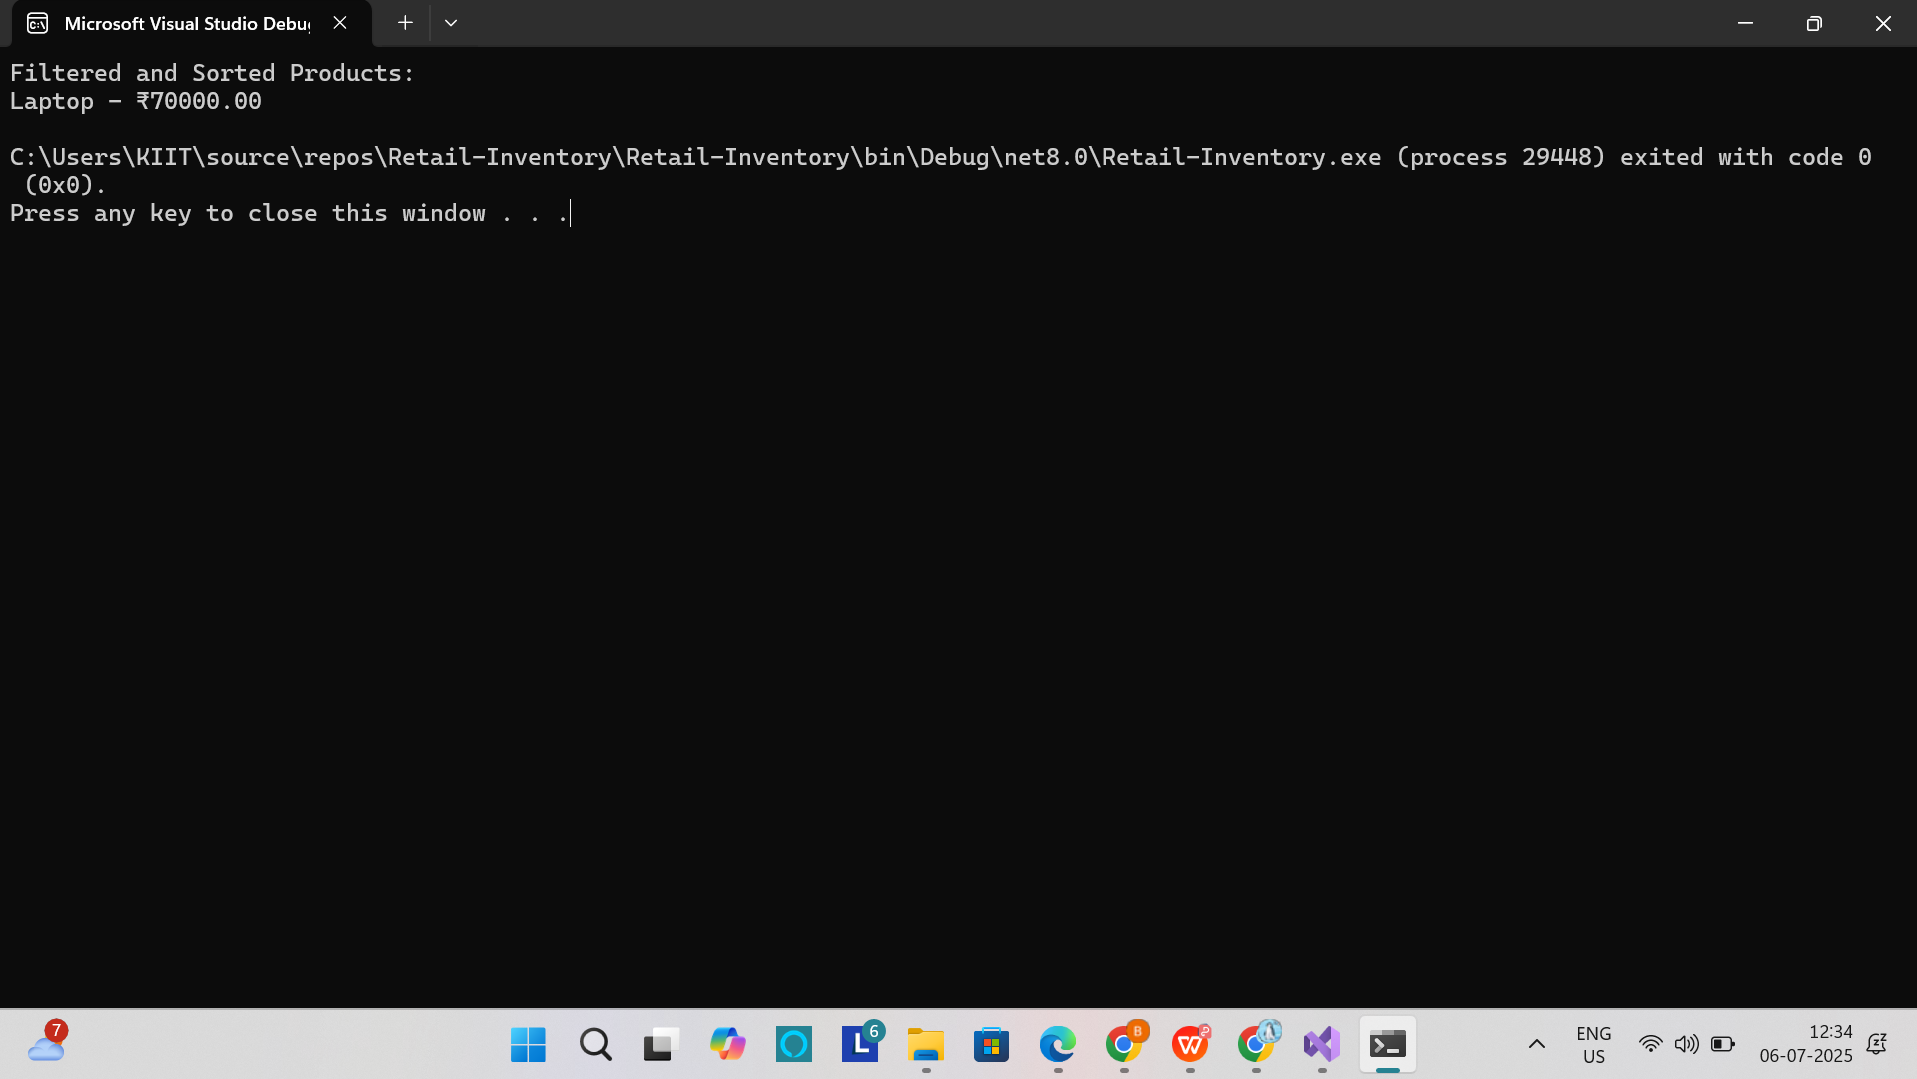 Microsoft Visual Studio Debu
Filtered and Sorted Products:
Laptop - ₹70000.00
C:\Users\KIIT\source\repos\Retail-Inventory\Retail-Inventory\bin\Debug\net8.0\Retail-Inventory.exe (process 29448) exited with code 0
(0x0).
Press any key to close this window . . .
7
6
B
ENG
US
12:34
06-07-2025